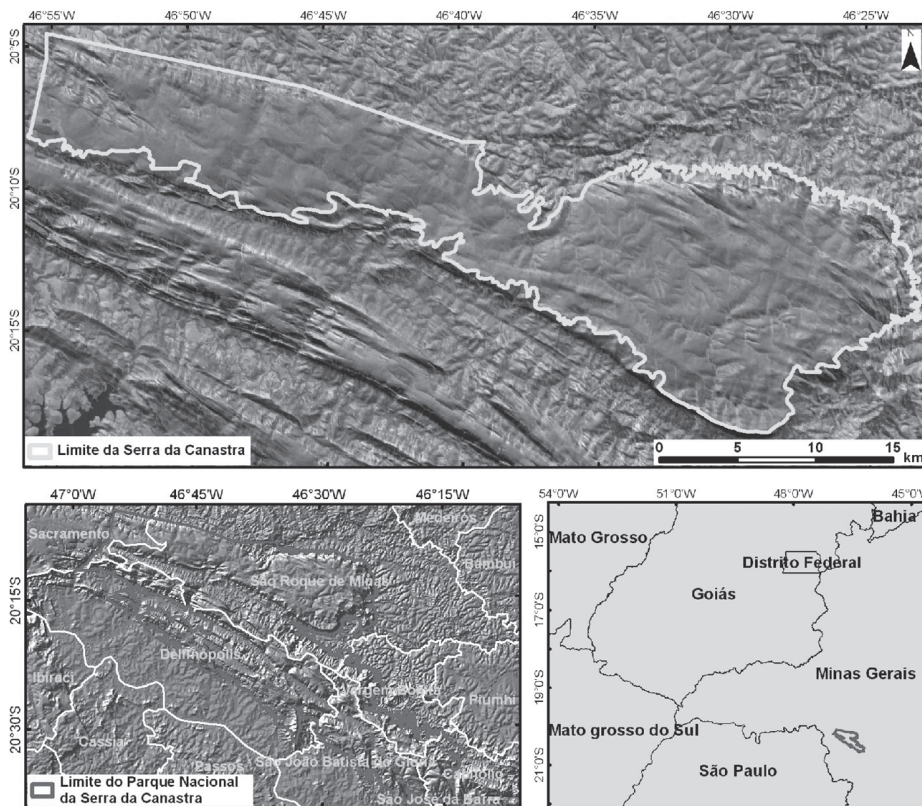 46°55'W 46°50'W 46°45'W 46°40'W 46°35'W 46°30'W 46°25'W
20°5'S
20°10'S
20°15'S
Limite da Serra da Canastra
0 5 10 15
km
47°0'W 46°45'W 46°30'W 46°15'W
20°15'S
20°30'S
Medeiros
Sacramento
Bambuí
São Roque de Minas
Delfinópolis
Vargem Bonita
Ibiraci
Piumhi
Cássia
Passos
São João Batista do Glória
Capitólio
São José da Barra
Limite do Parque Nacional
da Serra da Canastra
54°0'W 51°0'W 48°0'W 45°0'W
15°0'S
17°0'S
19°0'S
21°0'S
Bahia
Mato Grosso
Distrito Federal
Goiás
Minas Gerais
Mato grosso do Sul
São Paulo